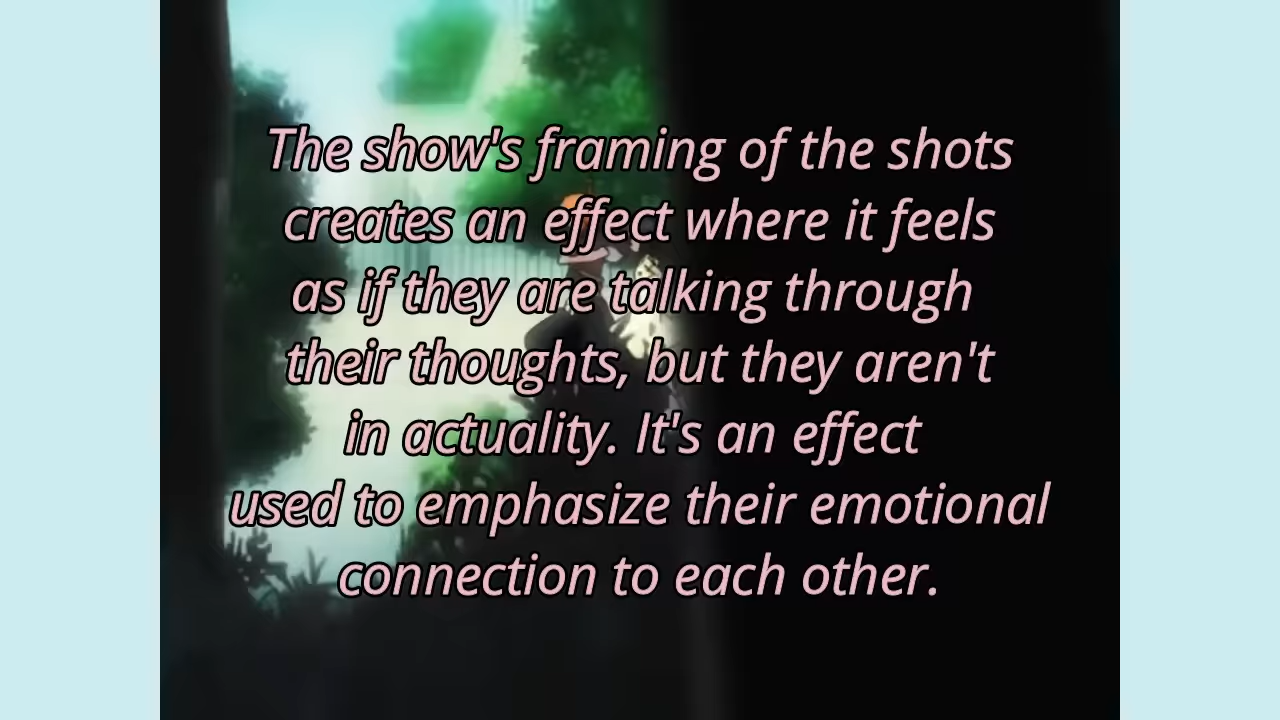 The show's framing of the shots
creates an effect where it feels
as if they are talking through
their thoughts, but they aren't
in actuality. It's an effect
used to emphasize their emotional
connection to each other.